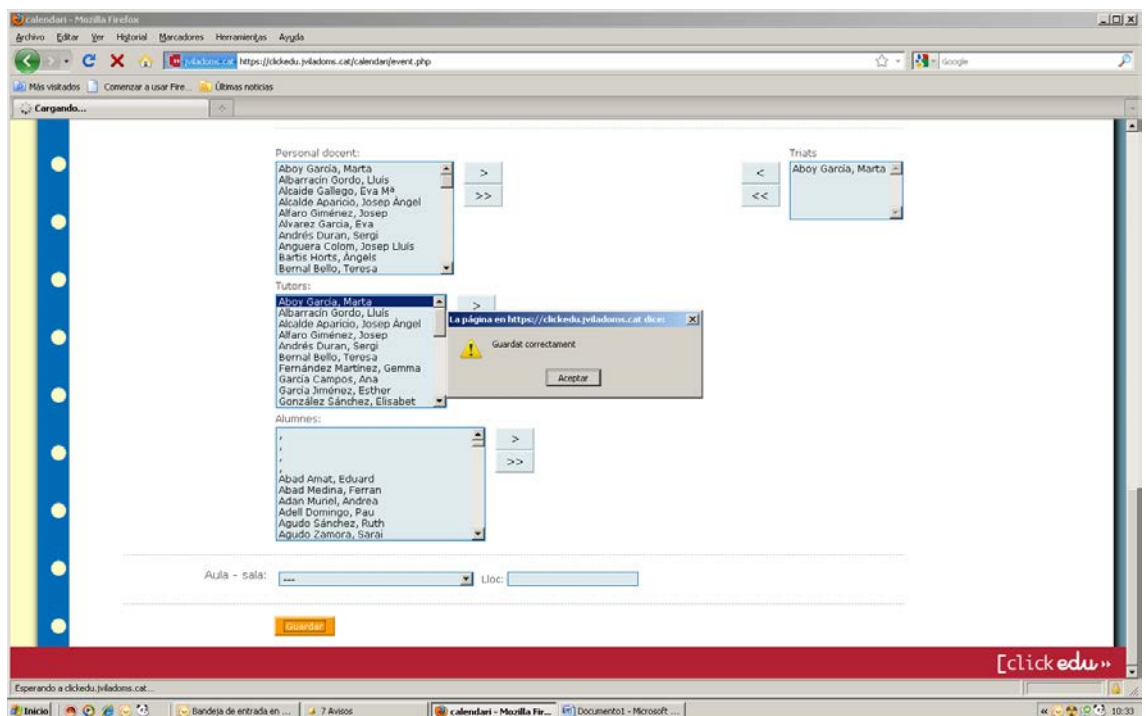 calendari - Mozilla Firefox
Archivo Editar Ver Historial Marcadores Herramientas Ayuda
jviladoms.cat https://clickedu.jviladoms.cat/calendari/event.php Google
Más visitados Comenzar a usar Fire... Últimas noticias
Cargando...
Personal docent: Triats
Aboy García, Marta
Albarracín Gordo, Lluís
Alcaide Gallego, Eva Mª
Alcalde Aparicio, Josep Àngel
Alfaro Giménez, Josep
Alvarez Garcia, Eva
Andrés Duran, Sergi
Anguera Colom, Josep Lluís
Bartis Horts, Àngels
Bernal Bello, Teresa
>
>>
<
<<
Aboy García, Marta
Tutors:
Aboy García, Marta
Albarracín Gordo, Lluís
Alcalde Aparicio, Josep Àngel
Alfaro Giménez, Josep
Andrés Duran, Sergi
Bernal Bello, Teresa
Fernández Martínez, Gemma
García Campos, Ana
García Jiménez, Esther
González Sánchez, Elisabet
>
La página en https://clickedu.jviladoms.cat dice:
Guardat correctament
Aceptar
Alumnes:
,
,
,
,
Abad Amat, Eduard
Abad Medina, Ferran
Adan Muriel, Andrea
Adell Domingo, Pau
Agudo Sánchez, Ruth
Agudo Zamora, Sarai
>
>>
Aula - sala: --- Lloc:
Guardar
[clickedu»
Esperando a clickedu.jviladoms.cat...
Inicio Bandeja de entrada en ... 7 Avisos calendari - Mozilla Fir... Documento1 - Microsoft ... « 10:33